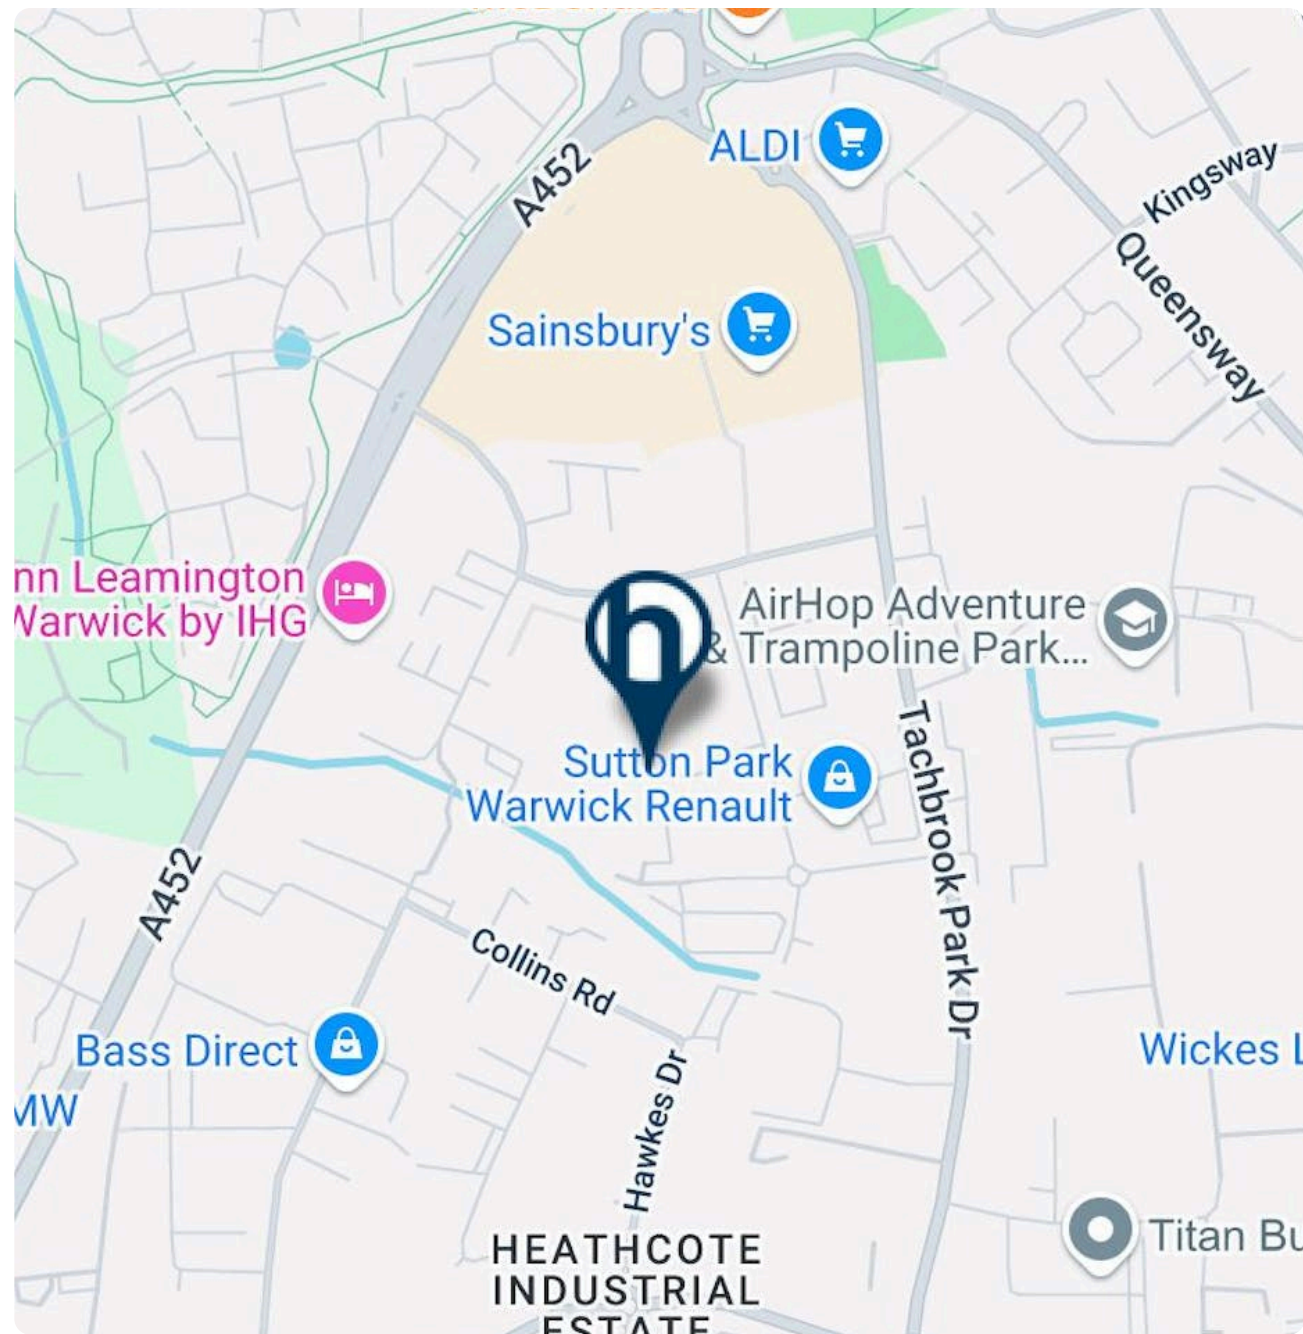 A452
ALDI
Kingsway
Queensway
Sainsbury's
nn Leamington
Warwick by IHG
h
AirHop Adventure
& Trampoline Park...
Sutton Park
Warwick Renault
Tachbrook Park Dr
A452
Collins Rd
Bass Direct
Wickes L
MW
Hawkes Dr
Titan Bu
HEATHCOTE
INDUSTRIAL
ESTATE